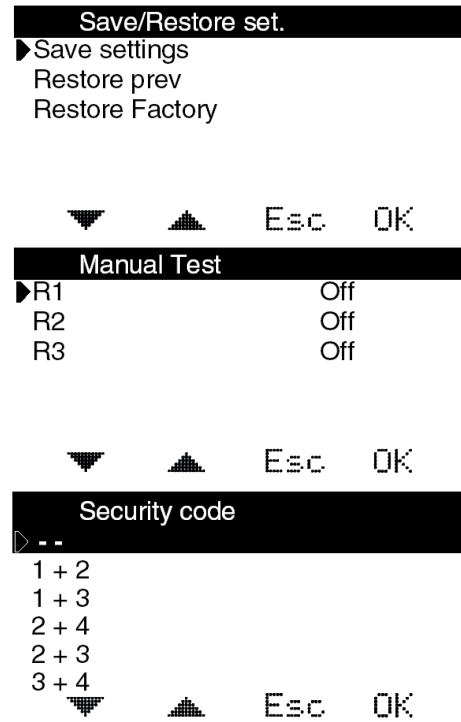 Save/Restore set.
Save settings
Restore prev
Restore Factory
Esc OK
Manual Test
R1 Off
R2 Off
R3 Off
Esc OK
Security code
--
1 + 2
1 + 3
2 + 4
2 + 3
3 + 4
Esc OK